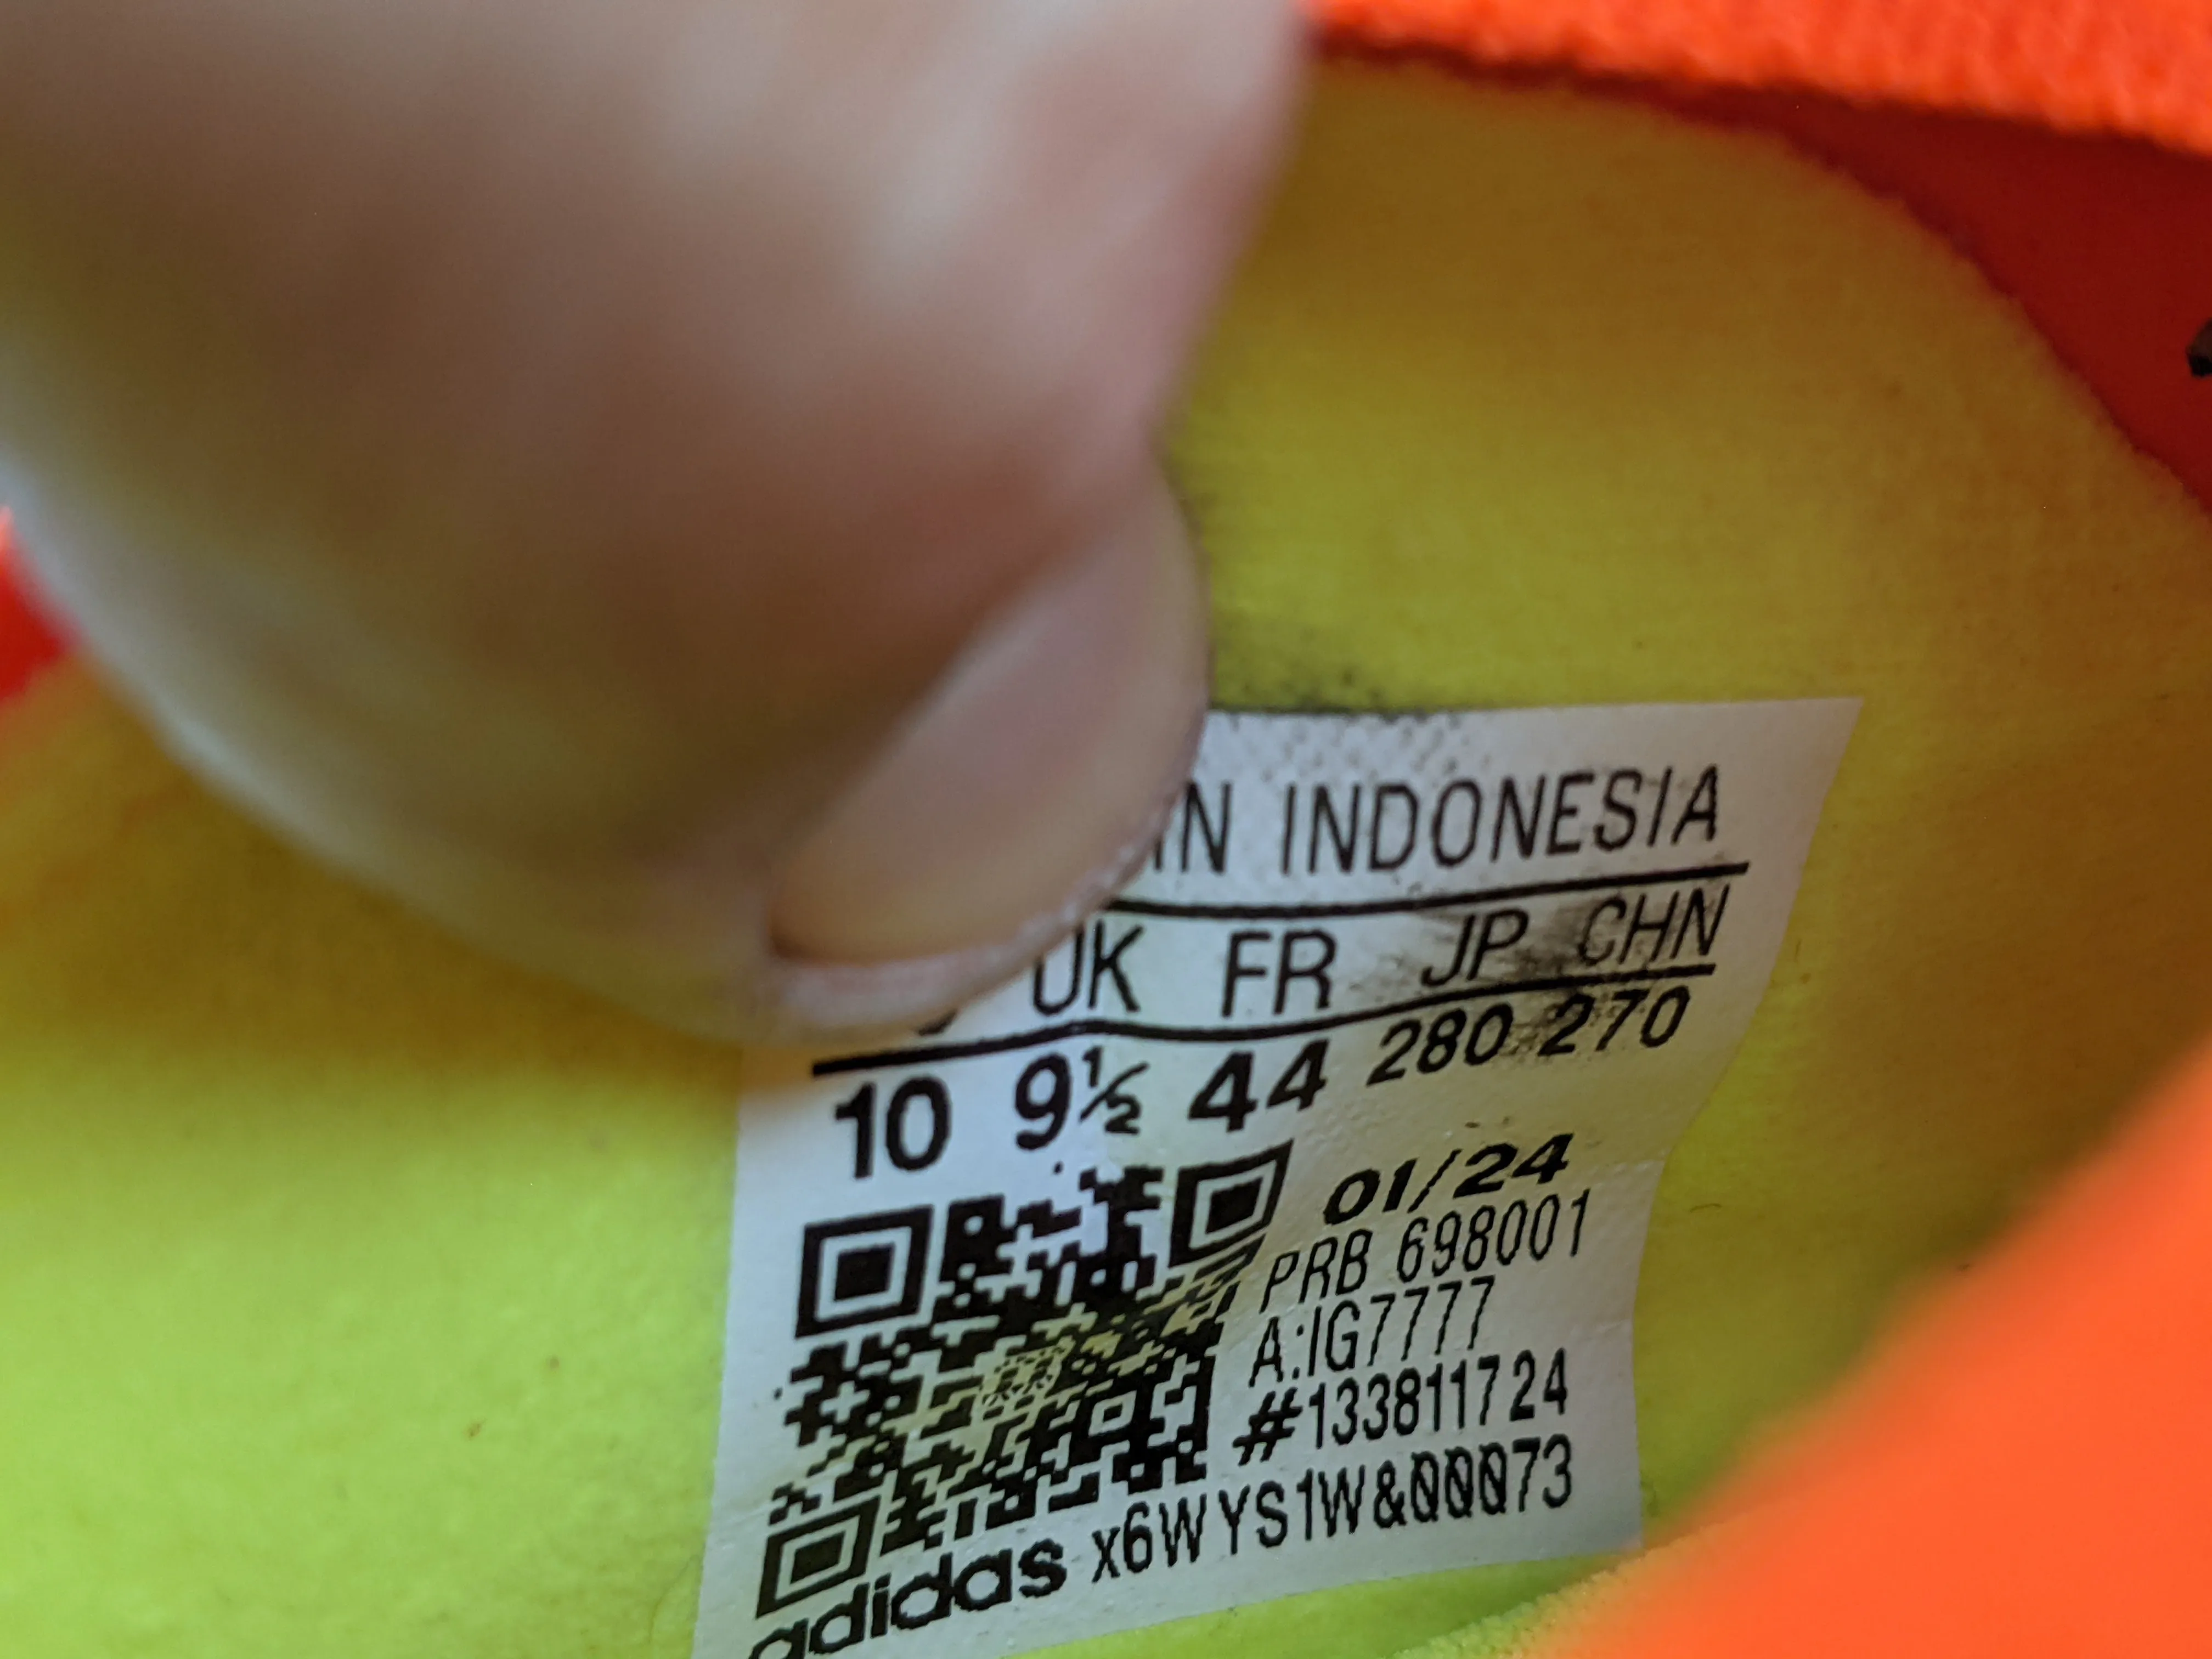 IN INDONESIA
UK FR JP CHN
10 9½ 44 280 270
01/24
PRB 698001
A:IG7777
#133811724
adidas x6WYS1W&00073